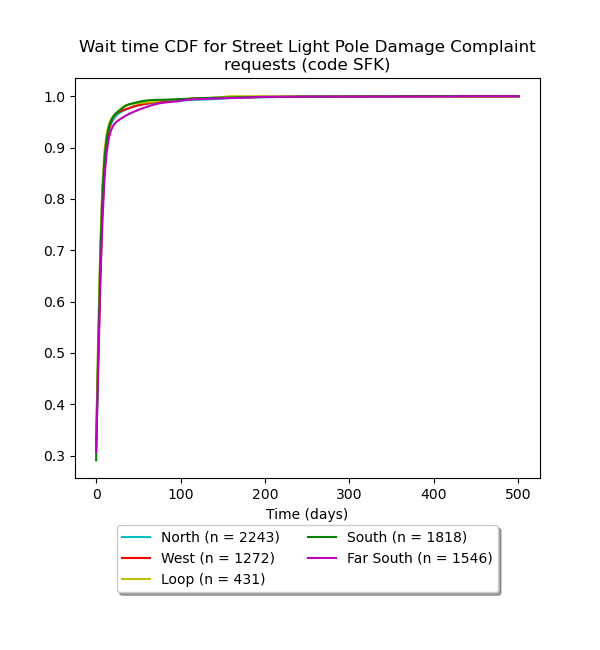 Wait time CDF for Street Light Pole Damage Complaint
requests (code SFK)
1.0
0.9
0.8
0.7
0.6
0.5
0.4
0.3
0 100 200 300 400 500
Time (days)
North (n = 2243)
West (n = 1272)
Loop (n = 431)
South (n = 1818)
Far South (n = 1546)